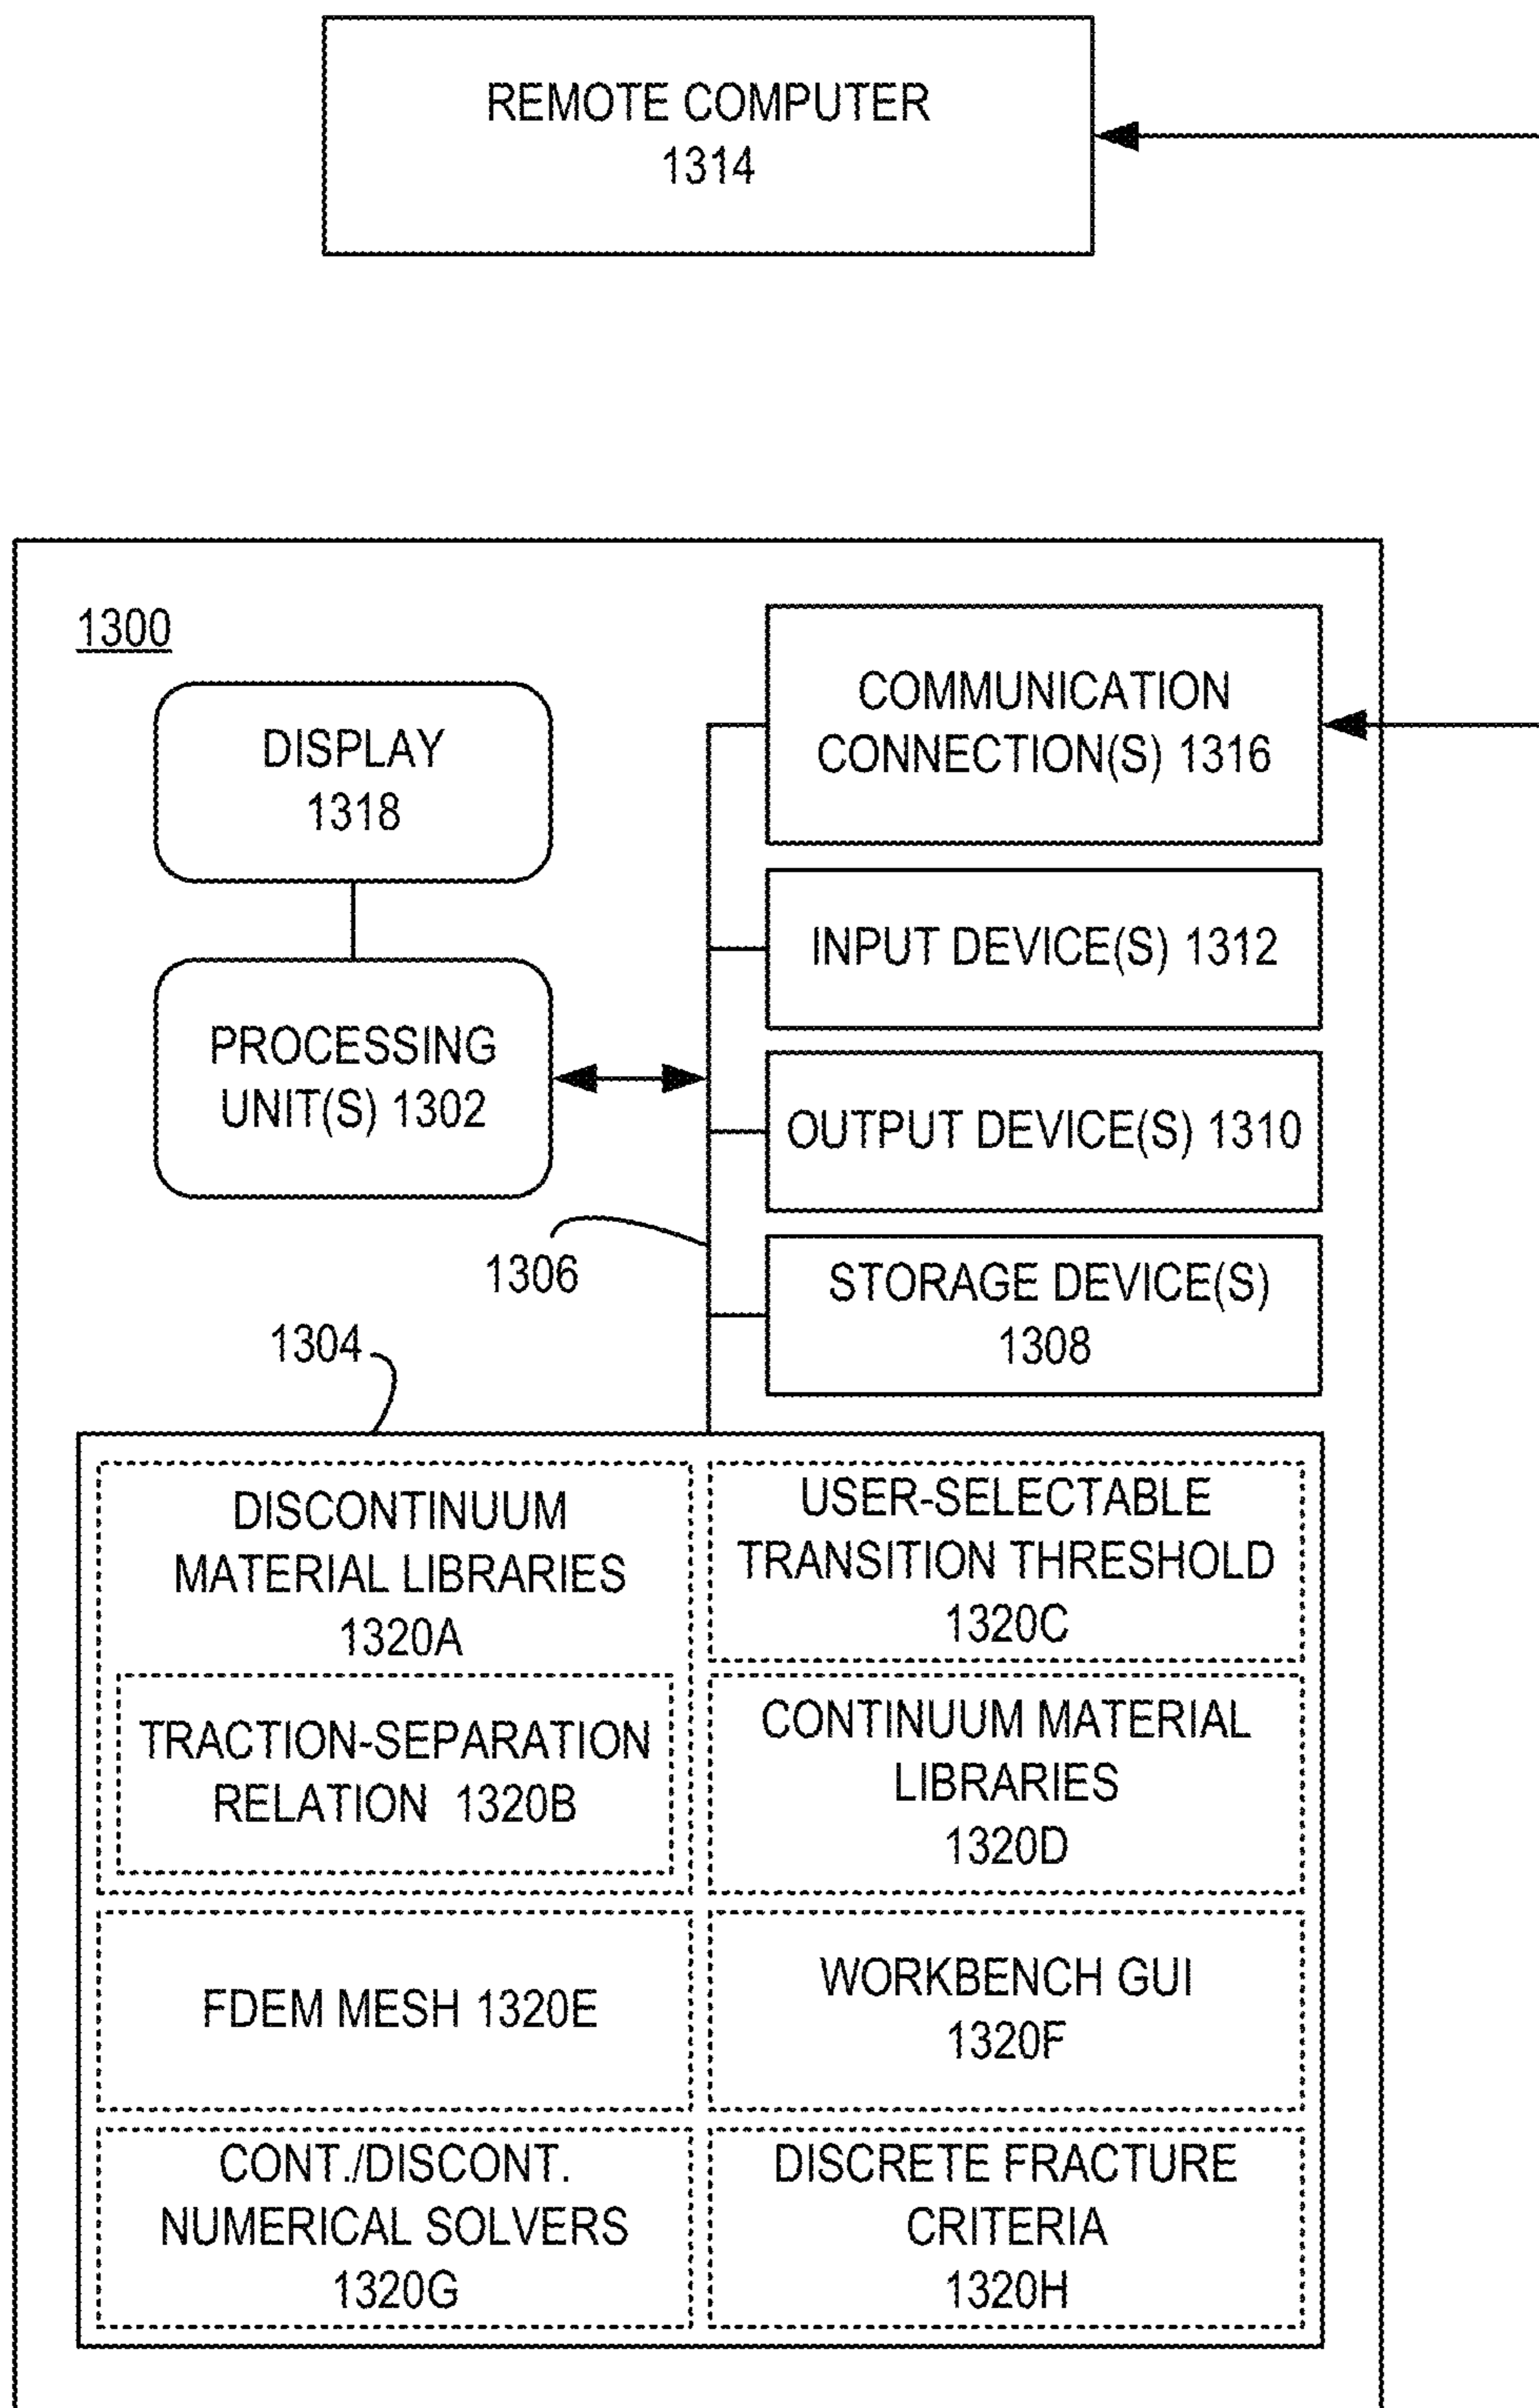 REMOTE COMPUTER
1314
1300
DISPLAY
1318
PROCESSING
UNIT(S) 1302
COMMUNICATION
CONNECTION(S) 1316
INPUT DEVICE(S) 1312
OUTPUT DEVICE(S) 1310
STORAGE DEVICE(S)
1308
1306
1304
DISCONTINUUM
MATERIAL LIBRARIES
1320A
TRACTION-SEPARATION
RELATION 1320B
USER-SELECTABLE
TRANSITION THRESHOLD
1320C
CONTINUUM MATERIAL
LIBRARIES
1320D
FDEM MESH 1320E
WORKBENCH GUI
1320F
CONT./DISCONT.
NUMERICAL SOLVERS
1320G
DISCRETE FRACTURE
CRITERIA
1320H